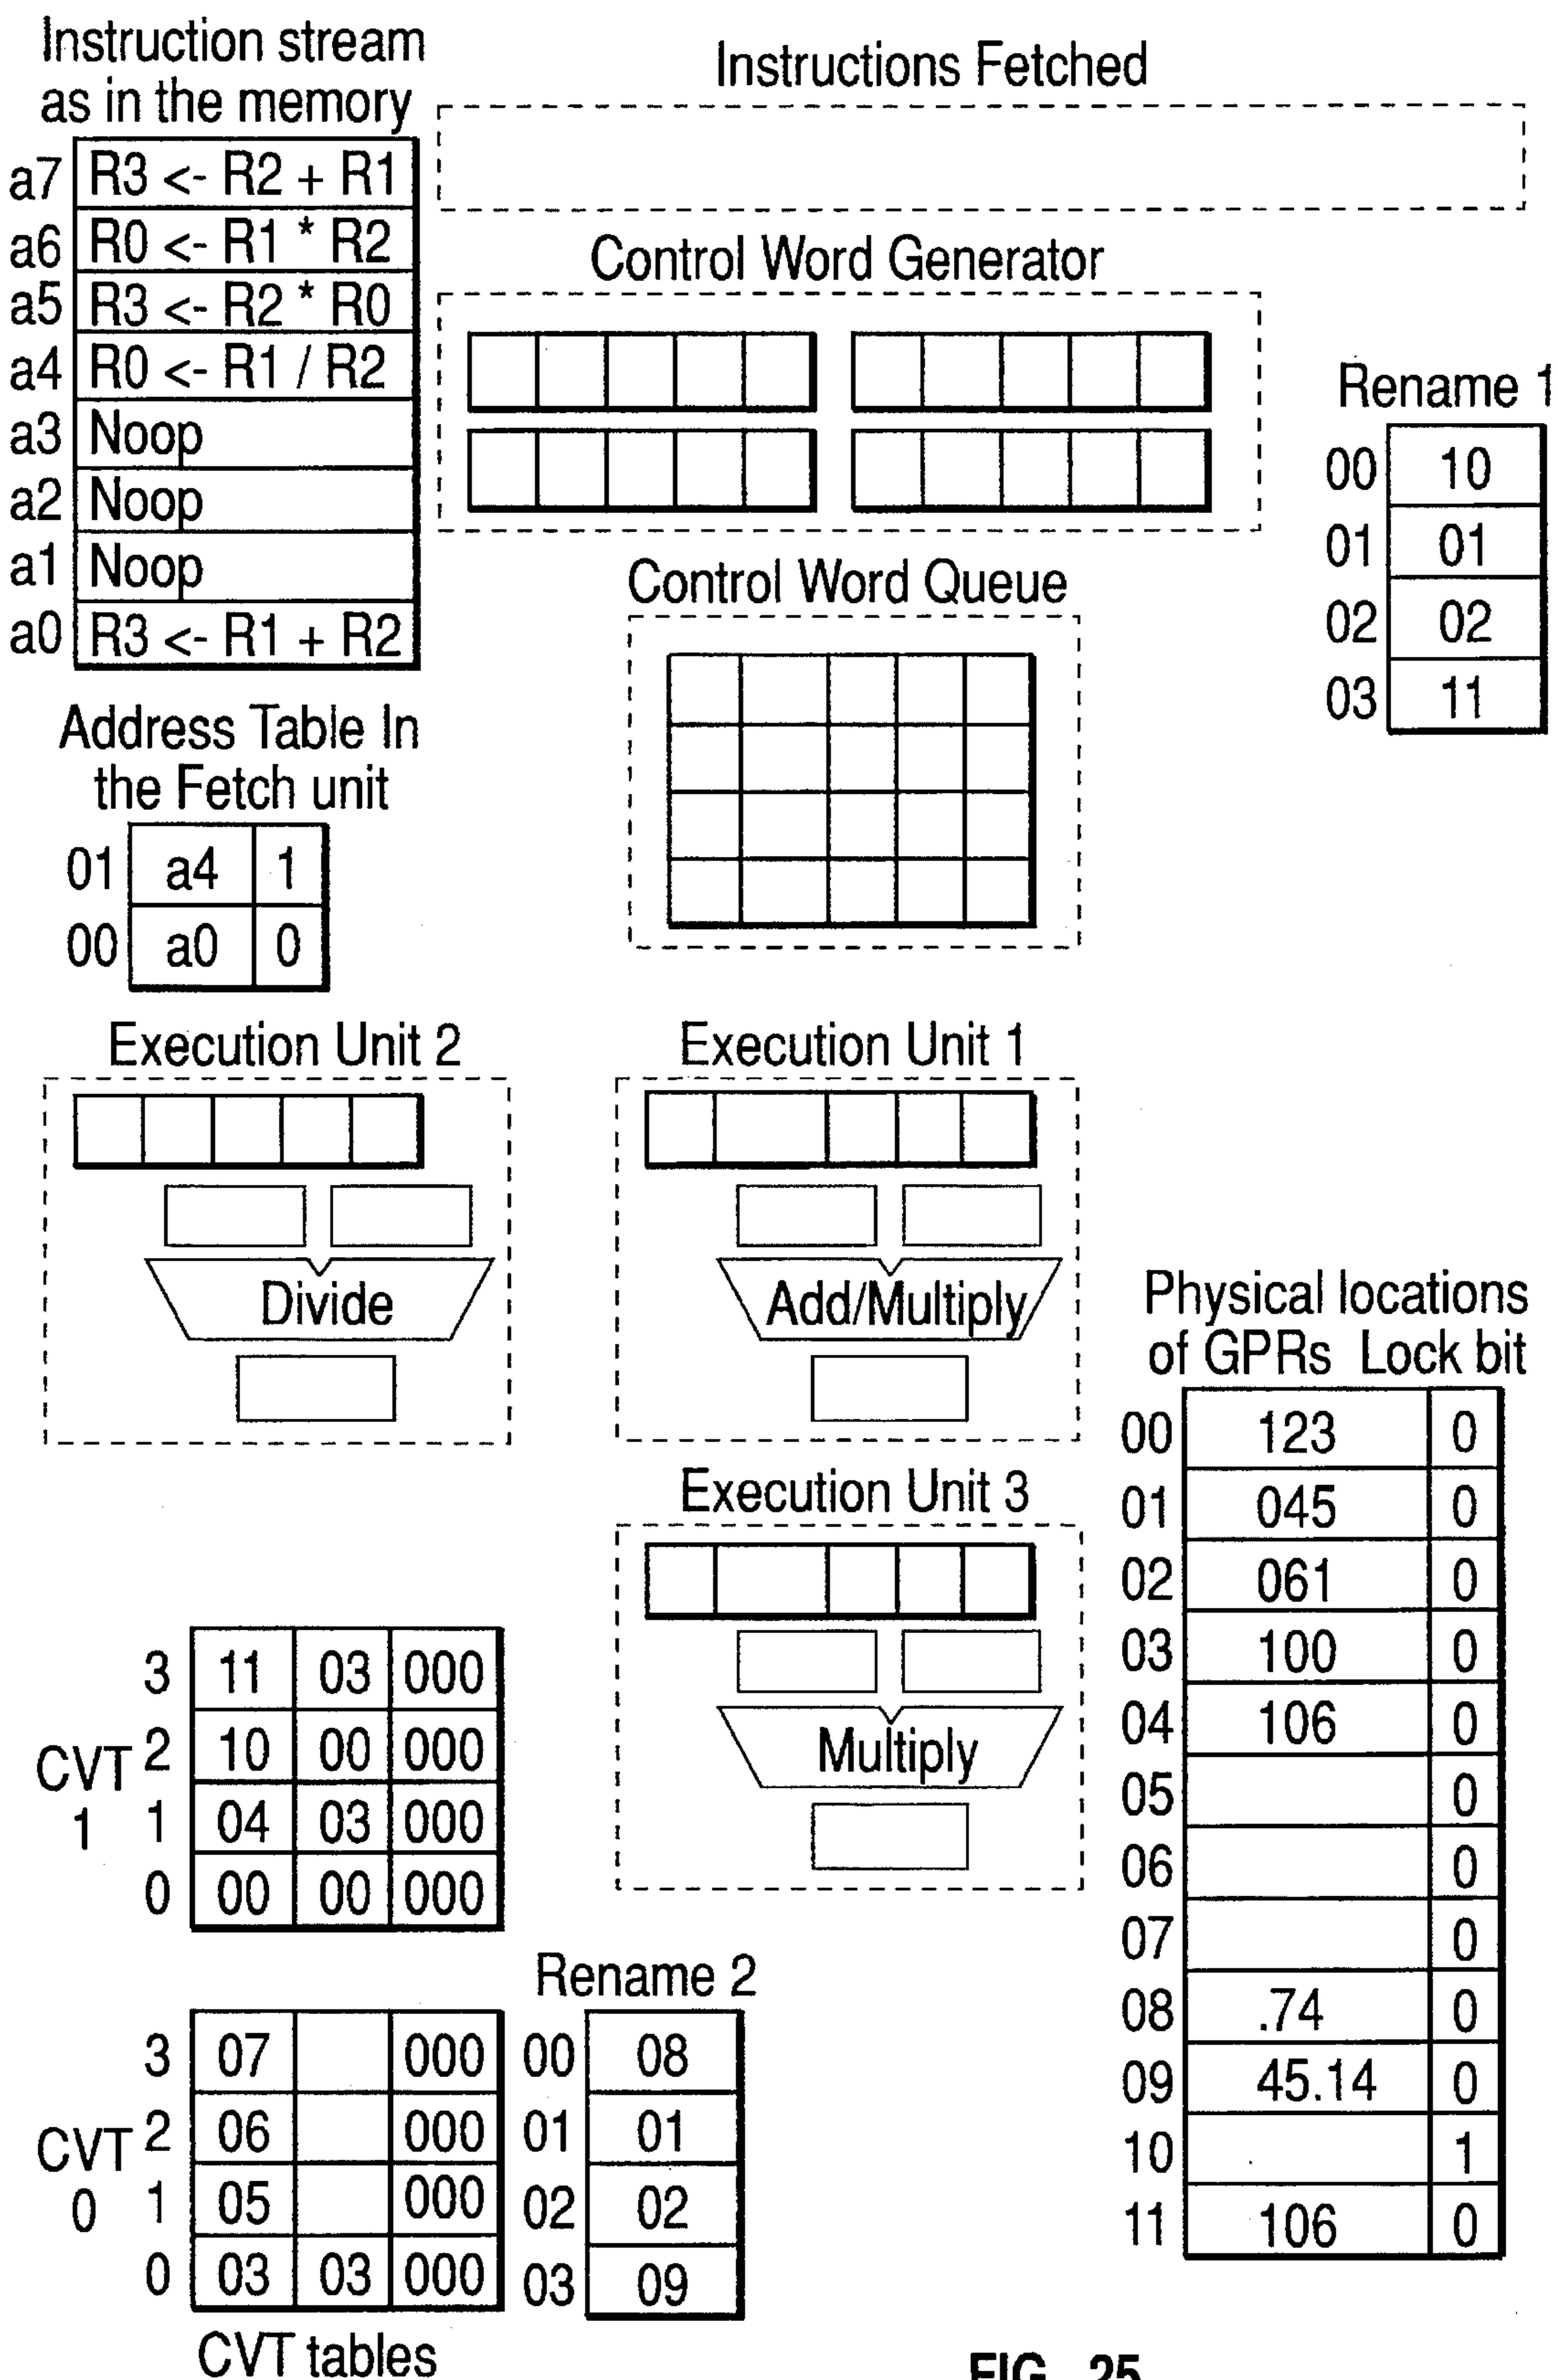 Instruction stream
as in the memory
a7 R3 <- R2 + R1
a6 R0 <- R1 * R2
a5 R3 <- R2 * R0
a4 R0 <- R1 / R2
a3 Noop
a2 Noop
a1 Noop
a0 R3 <- R1 + R2
Instructions Fetched
Control Word Generator
Rename 1
00 10
01 01
02 02
03 11
Control Word Queue
Address Table In
the Fetch unit
01 a4 1
00 a0 0
Execution Unit 2
Divide
Execution Unit 1
Add/Multiply
Execution Unit 3
Multiply
Physical locations
of GPRs Lock bit
00 123 0
01 045 0
02 061 0
03 100 0
04 106 0
05 0
06 0
07 0
08 .74 0
09 45.14 0
10 1
11 106 0
CVT
1
3 11 03 000
2 10 00 000
1 04 03 000
0 00 00 000
CVT
0
3 07 000
2 06 000
1 05 000
0 03 03 000
Rename 2
00 08
01 01
02 02
03 09
CVT tables
FIG. 25